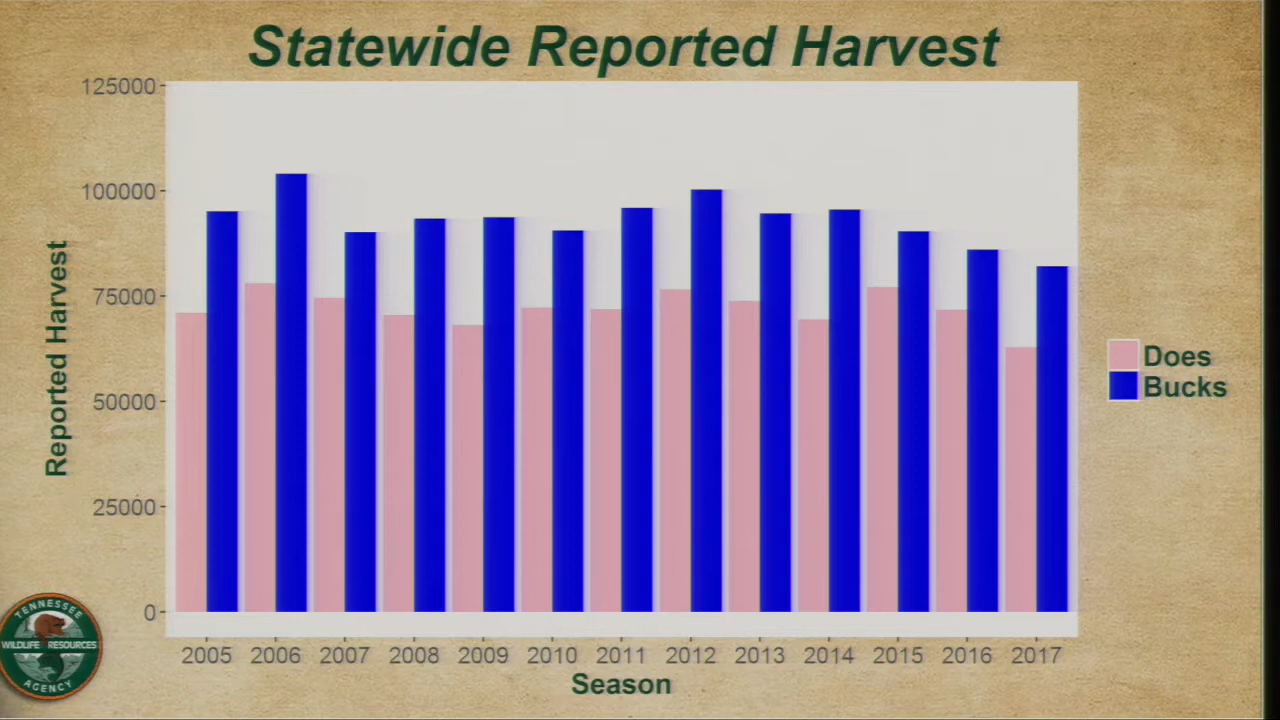 Statewide Reported Harvest
125000
100000
75000
50000
25000
0
Reported Harvest
2005 2006 2007 2008 2009 2010 2011 2012 2013 2014 2015 2016 2017
Season
Does
Bucks
TENNESSEE
WILDLIFE RESOURCES
AGENCY